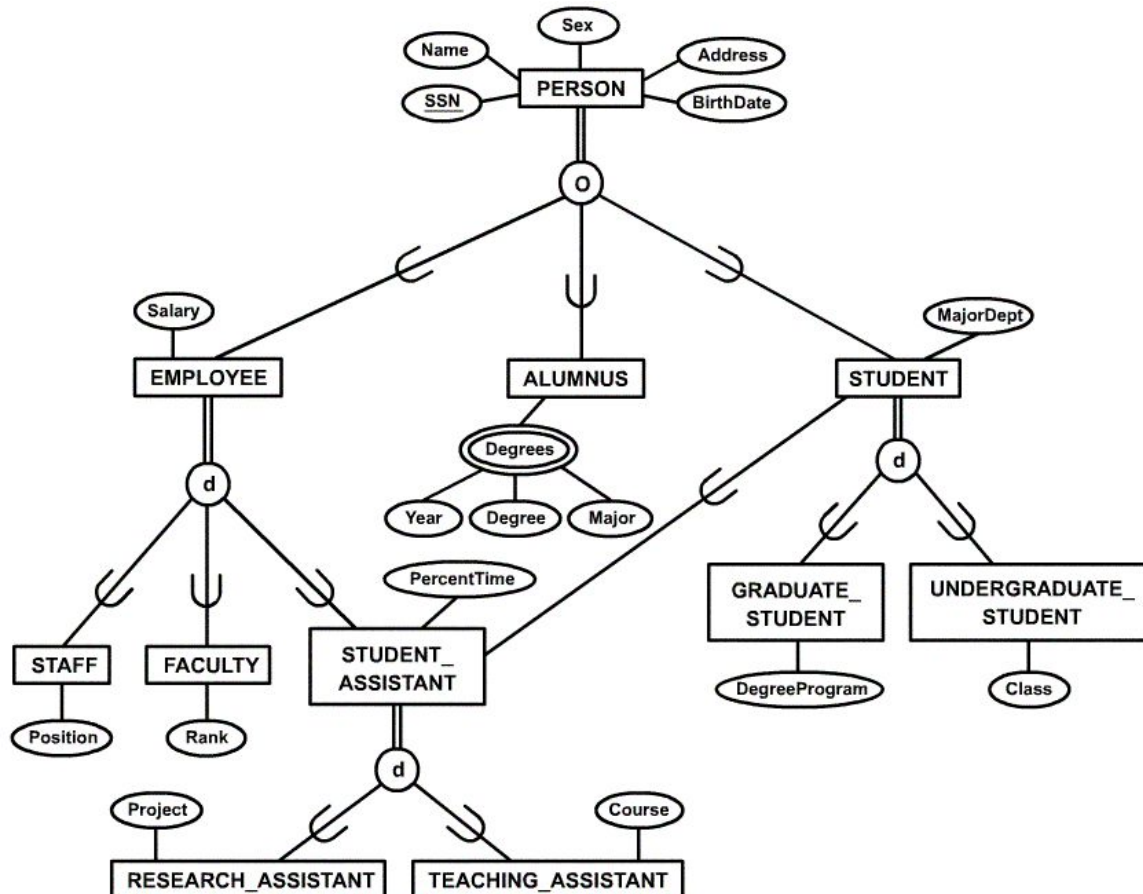 Sex
Name
Address
PERSON
SSN
BirthDate
O
Salary
MajorDept
EMPLOYEE
ALUMNUS
STUDENT
Degrees
d
d
Year
Degree
Major
PercentTime
GRADUATE_
STUDENT
UNDERGRADUATE_
STUDENT
STAFF
FACULTY
STUDENT_
ASSISTANT
DegreeProgram
Class
Position
Rank
d
Project
Course
RESEARCH_ASSISTANT
TEACHING_ASSISTANT